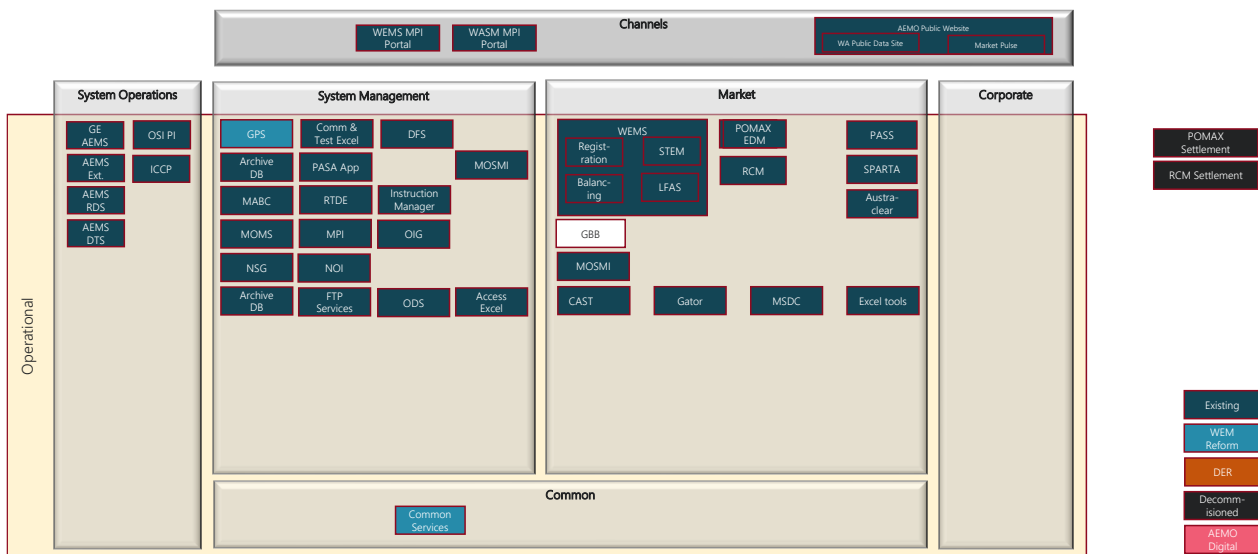 Channels
WEMS MPI
Portal
WASM MPI
Portal
AEMO Public Website
WA Public Data Site
Market Pulse
System Operations
System Management
Market
Corporate
Operational
GE
AEMS
OSI PI
AEMS
Ext.
ICCP
AEMS
RDS
AEMS
DTS
GPS
Comm &
Test Excel
DFS
Archive
DB
PASA App
MOSMI
MABC
RTDE
Instruction
Manager
MOMS
MPI
OIG
NSG
NOI
Archive
DB
FTP
Services
ODS
Access
Excel
WEMS
Regist-
ration
STEM
Balanc-
ing
LFAS
POMAX
EDM
RCM
PASS
SPARTA
Austra-
clear
GBB
MOSMI
CAST
Gator
MSDC
Excel tools
Common
Common
Services
POMAX
Settlement
RCM Settlement
Existing
WEM
Reform
DER
Decomm-
isioned
AEMO
Digital